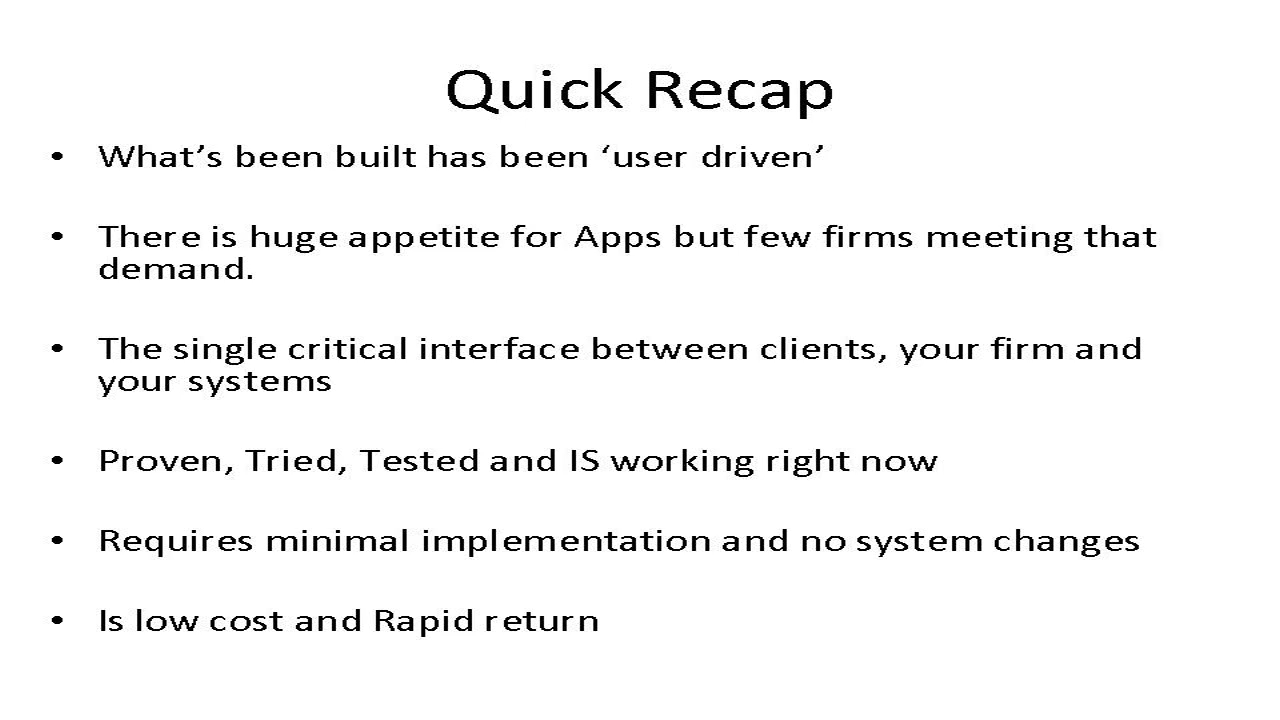 Quick Recap
• What’s been built has been ‘user driven’
• There is huge appetite for Apps but few firms meeting that
demand.
• The single critical interface between clients, your firm and
your systems
• Proven, Tried, Tested and IS working right now
• Requires minimal implementation and no system changes
• Is low cost and Rapid return